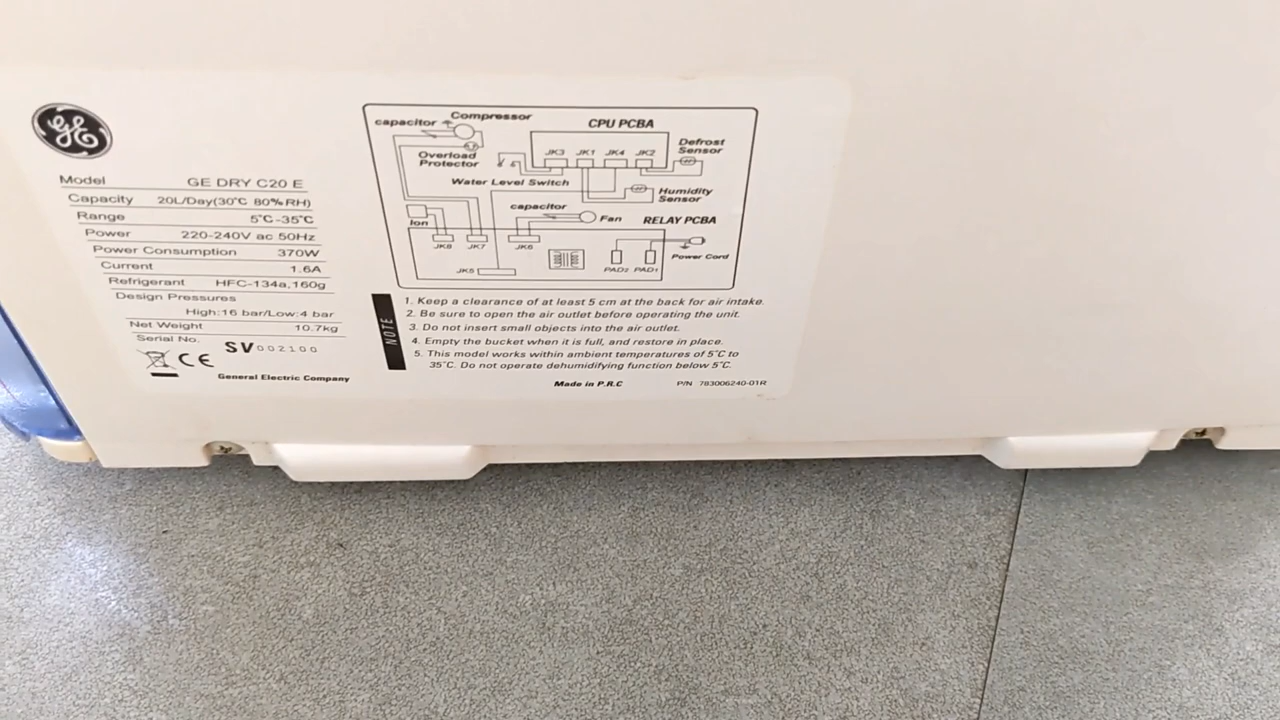 GE
Model GE DRY C20 E
Capacity 20L/Day(30°C 80%RH)
Range 5°C-35°C
Power 220-240V ac 50Hz
Power Consumption 370W
Current 1.6A
Refrigerant HFC-134a,160g
Design Pressures
High:16 bar/Low:4 bar
Net Weight 10.7kg
Serial No. SV002100
CE
General Electric Company
capacitor
Compressor
CPU PCBA
Overload
Protector
JK3 JK1 JK4 JK2
Defrost
Sensor
Water Level Switch
Humidity
Sensor
capacitor
Ion
Fan
RELAY PCBA
JK8 JK7 JK6
Power Cord
JK5
PAD2 PAD1
NOTE
1. Keep a clearance of at least 5 cm at the back for air intake.
2. Be sure to open the air outlet before operating the unit.
3. Do not insert small objects into the air outlet.
4. Empty the bucket when it is full, and restore in place.
5. This model works within ambient temperatures of 5°C to
35°C. Do not operate dehumidifying function below 5°C.
Made in P.R.C
P/N 783006240-01R